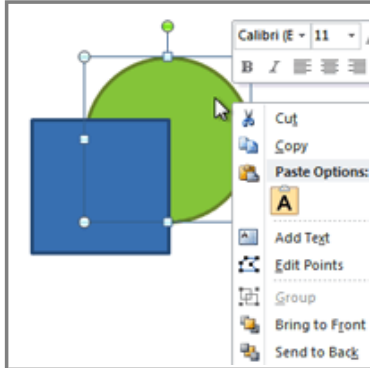 Calibri (E 11
B I
Cut
Copy
Paste Options:
A
Add Text
Edit Points
Group
Bring to Front
Send to Back